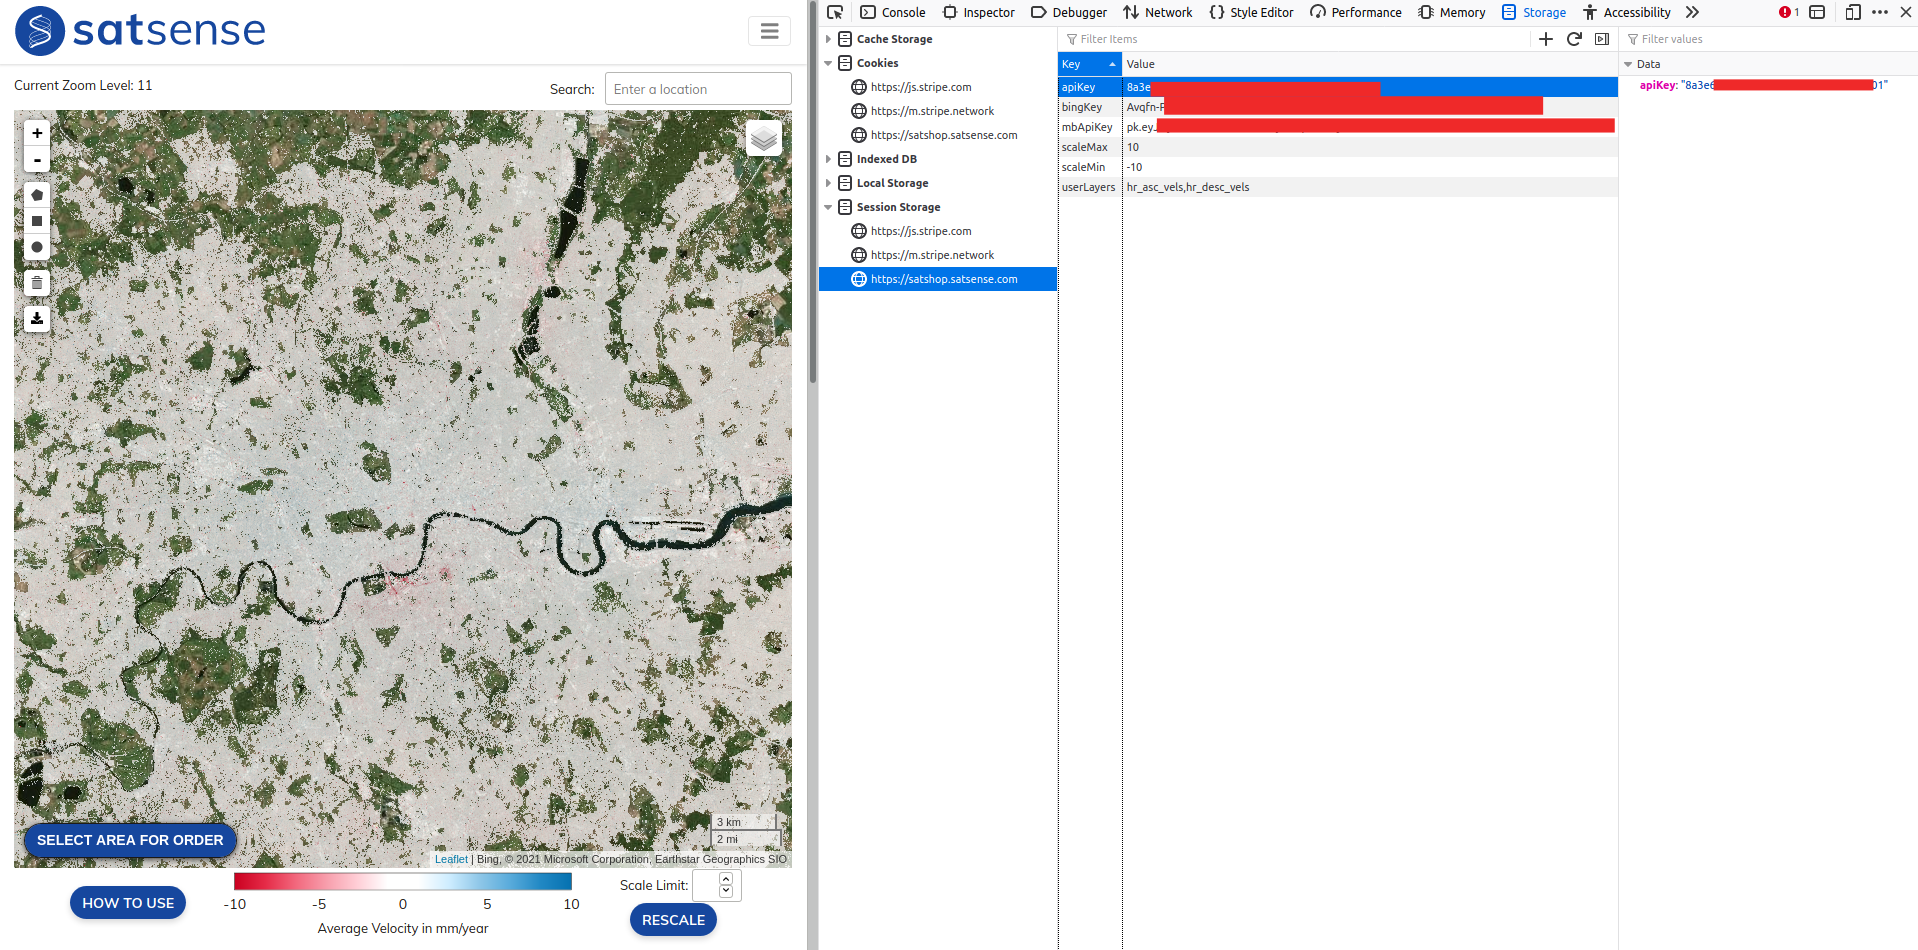 satsense
Current Zoom Level: 11
Search:
Enter a location
+
-
SELECT AREA FOR ORDER
3 km
2 mi
Leaflet | Bing, © 2021 Microsoft Corporation, Earthstar Geographics SIO
HOW TO USE
-10 -5 0 5 10
Average Velocity in mm/year
Scale Limit:
RESCALE
Console Inspector Debugger Network Style Editor Performance Memory Storage Accessibility 1
Cache Storage
Cookies
https://js.stripe.com
https://m.stripe.network
https://satshop.satsense.com
Indexed DB
Local Storage
Session Storage
https://js.stripe.com
https://m.stripe.network
https://satshop.satsense.com
Filter Items
Key Value
apiKey 8a3e
bingKey Avqfn-
mbApiKey pk.ey
scaleMax 10
scaleMin -10
userLayers hr_asc_vels,hr_desc_vels
Filter values
Data
apiKey: "8a3e6 01"